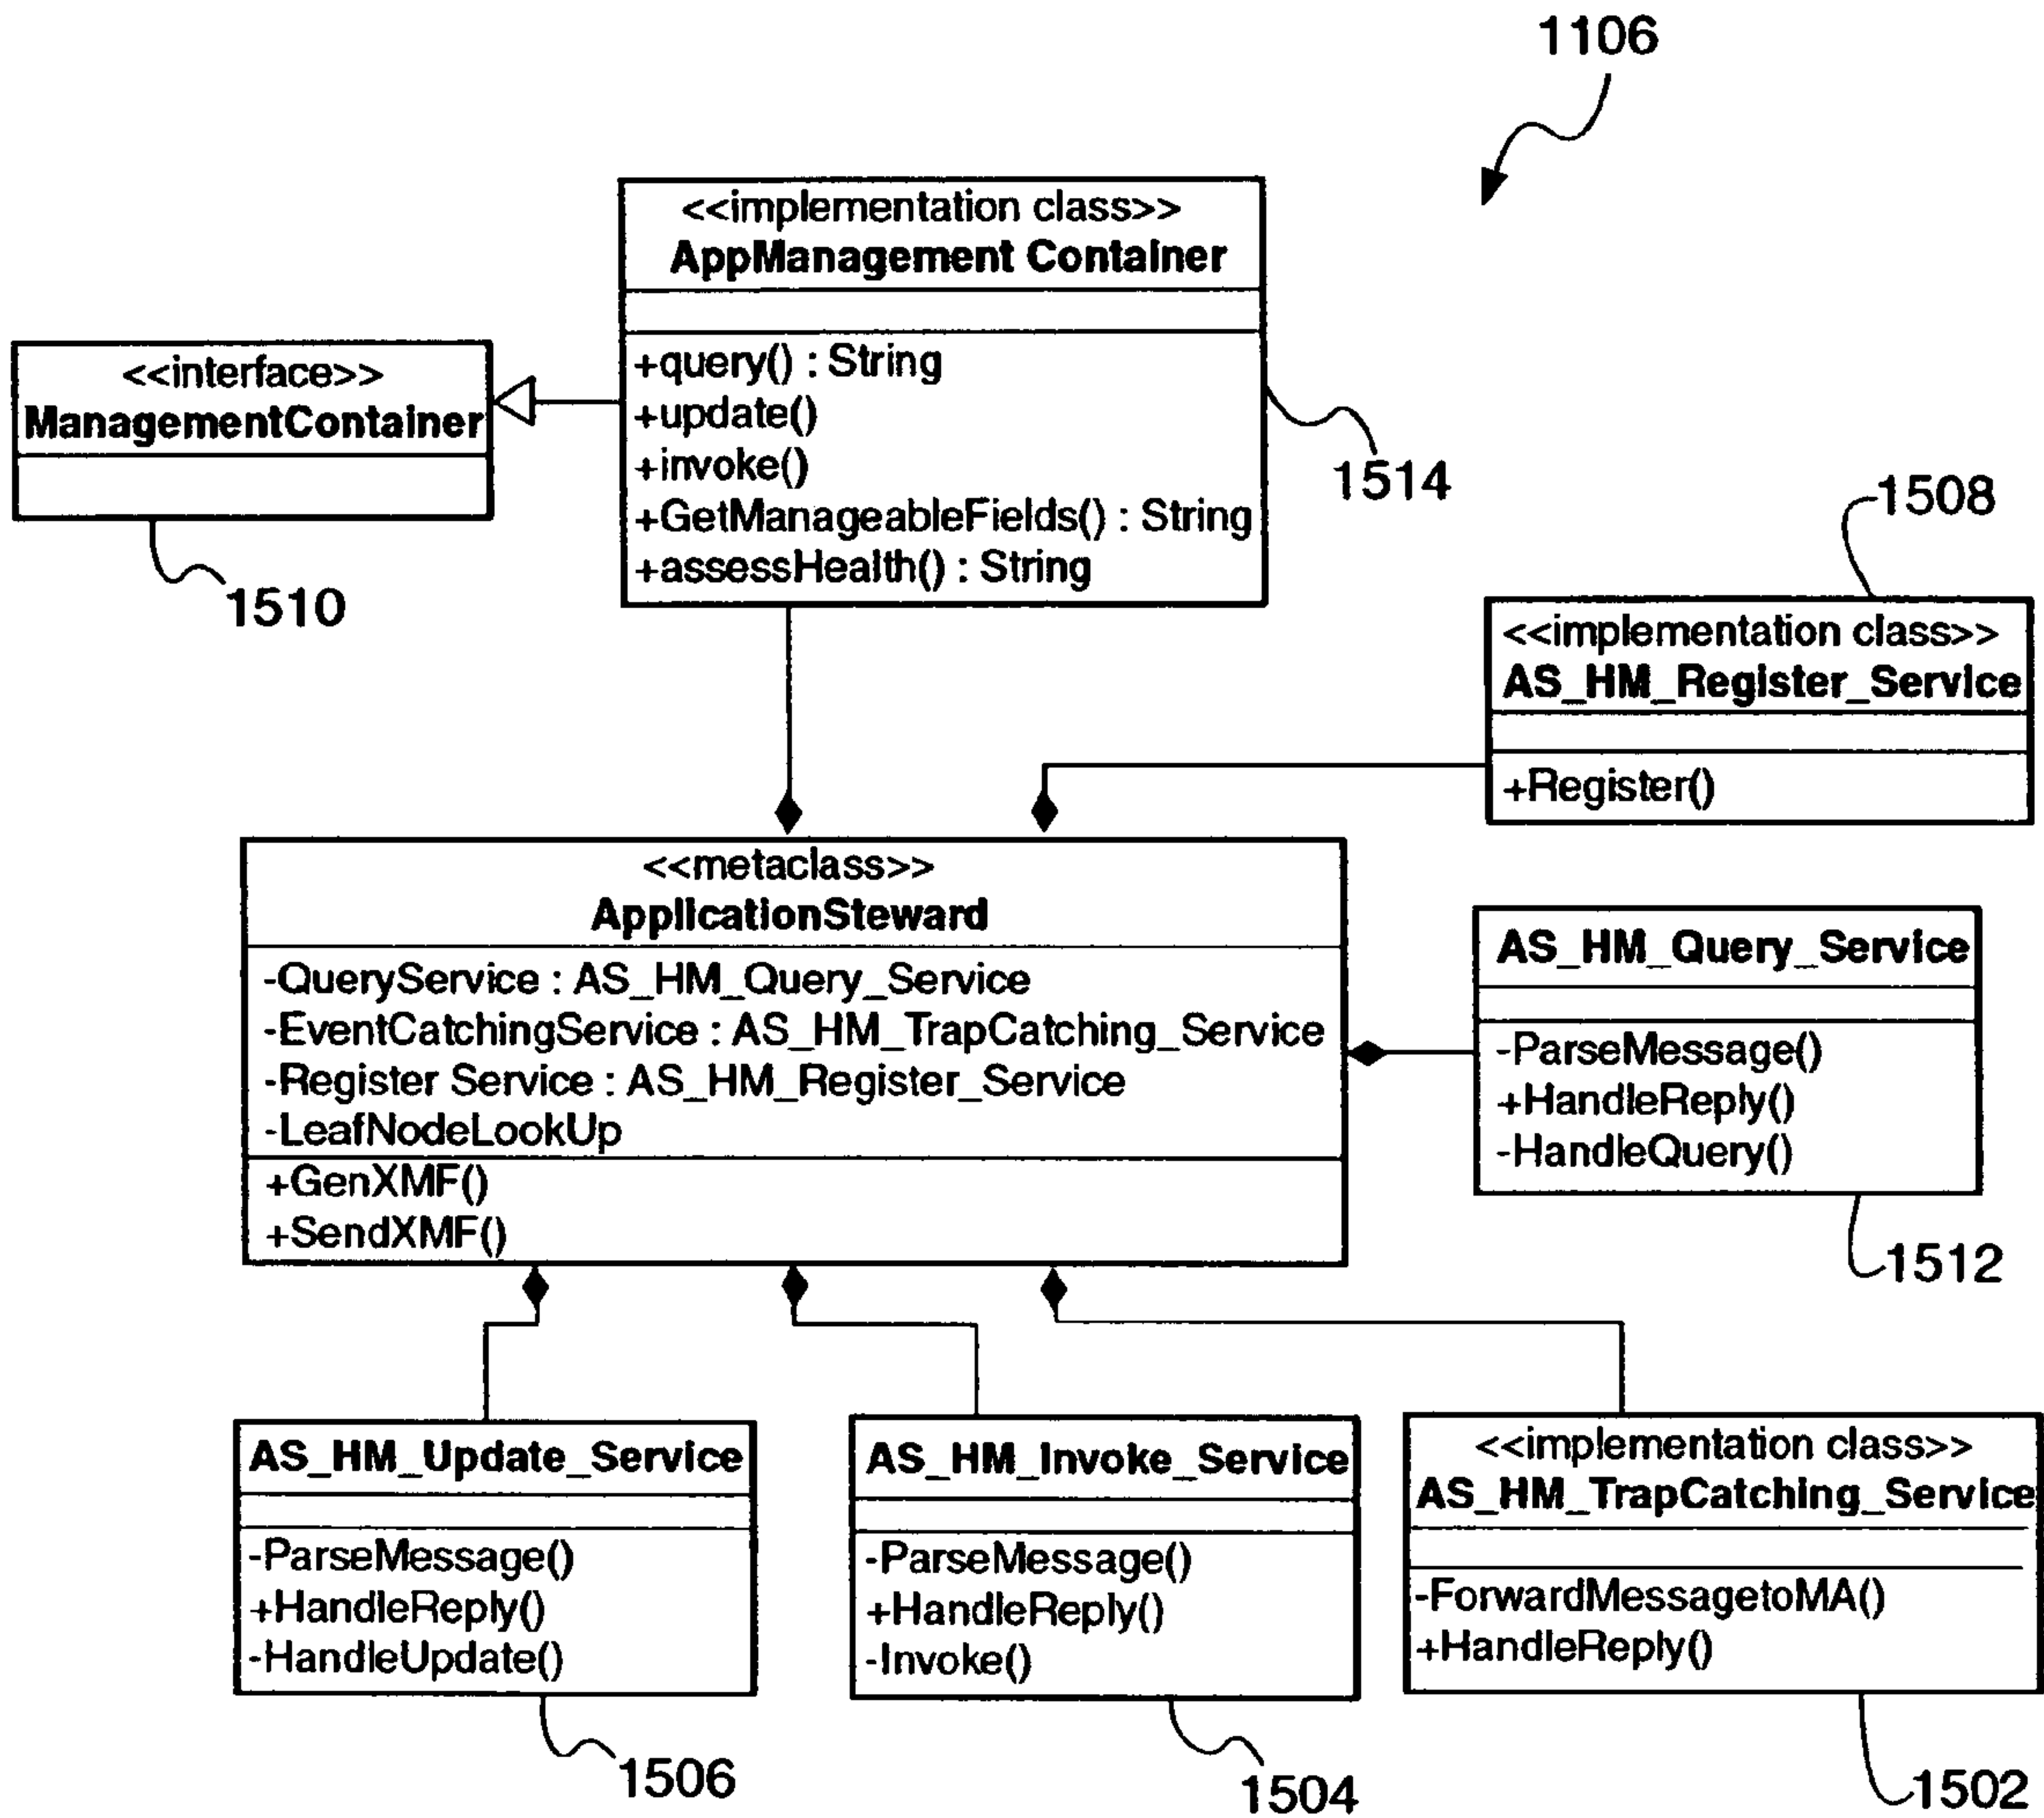 1106
<<implementation class>>
AppManagement Container
+query() : String
+update()
+invoke()
+GetManageableFields() : String
+assessHealth() : String
1514
<<interface>>
ManagementContainer
1510
1508
<<implementation class>>
AS_HM_Register_Service
+Register()
<<metaclass>>
ApplicationSteward
-QueryService : AS_HM_Query_Service
-EventCatchingService : AS_HM_TrapCatching_Service
-Register Service : AS_HM_Register_Service
-LeafNodeLookUp
+GenXMF()
+SendXMF()
AS_HM_Query_Service
-ParseMessage()
+HandleReply()
-HandleQuery()
1512
AS_HM_Update_Service
-ParseMessage()
+HandleReply()
-HandleUpdate()
1506
AS_HM_Invoke_Service
-ParseMessage()
+HandleReply()
-Invoke()
1504
<<implementation class>>
AS_HM_TrapCatching_Service
-ForwardMessagetoMA()
+HandleReply()
1502